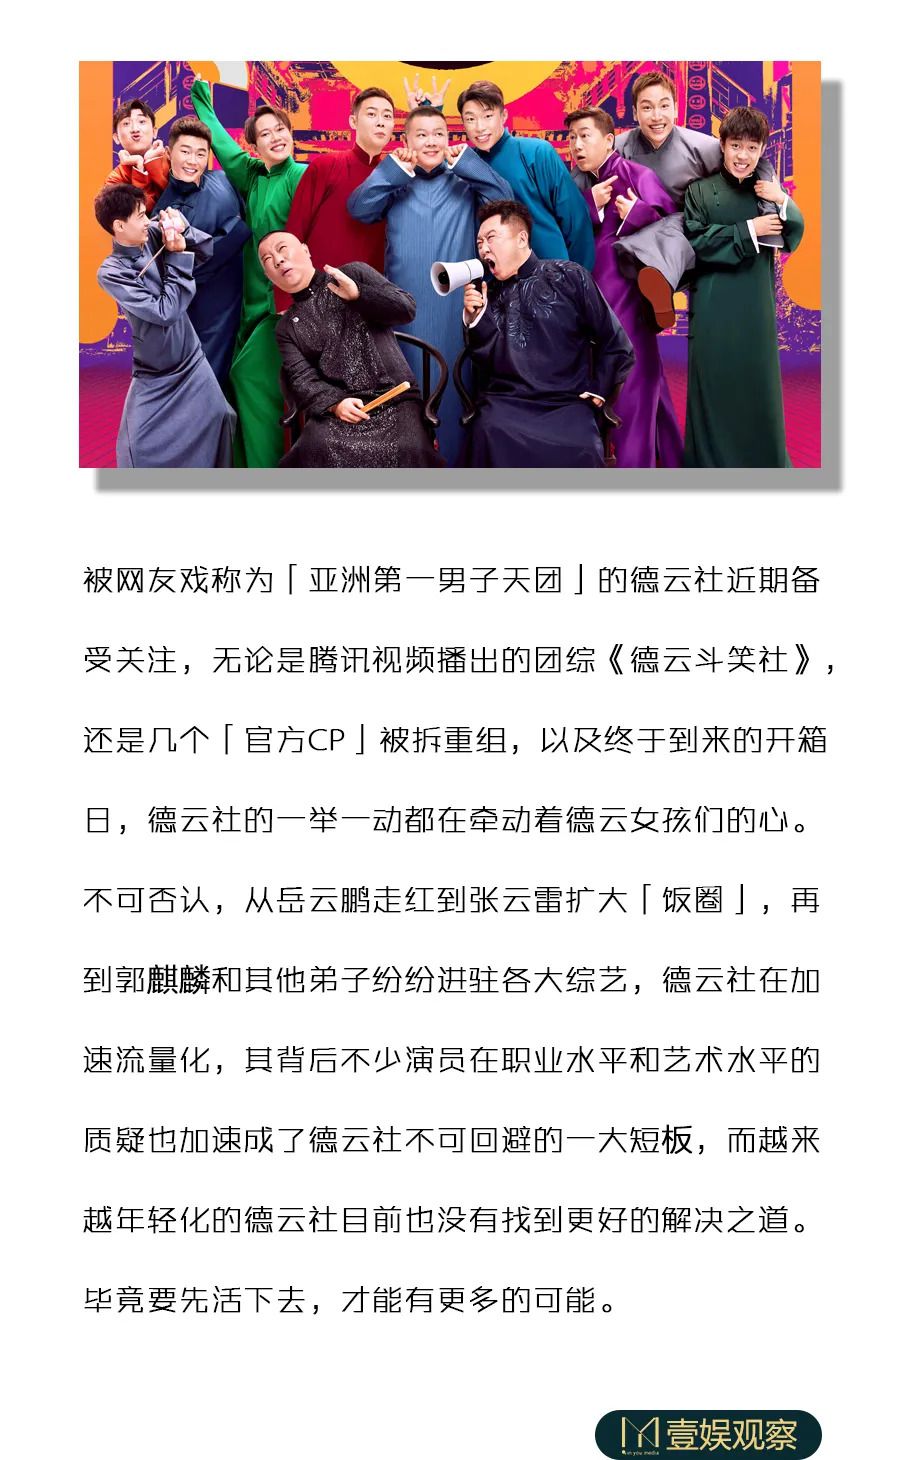 被网友戏称为「亚洲第一男子天团」的德云社近期备
受关注，无论是腾讯视频播出的团综《德云斗笑社》，
还是几个「官方CP」被拆重组，以及终于到来的开箱
日，德云社的一举一动都在牵动着德云女孩们的心。
不可否认，从岳云鹏走红到张云雷扩大「饭圈」，再
到郭麒麟和其他弟子纷纷进驻各大综艺，德云社在加
速流量化，其背后不少演员在职业水平和艺术水平的
质疑也加速成了德云社不可回避的一大短板，而越来
越年轻化的德云社目前也没有找到更好的解决之道。
毕竟要先活下去，才能有更多的可能。
in you media
壹娱观察